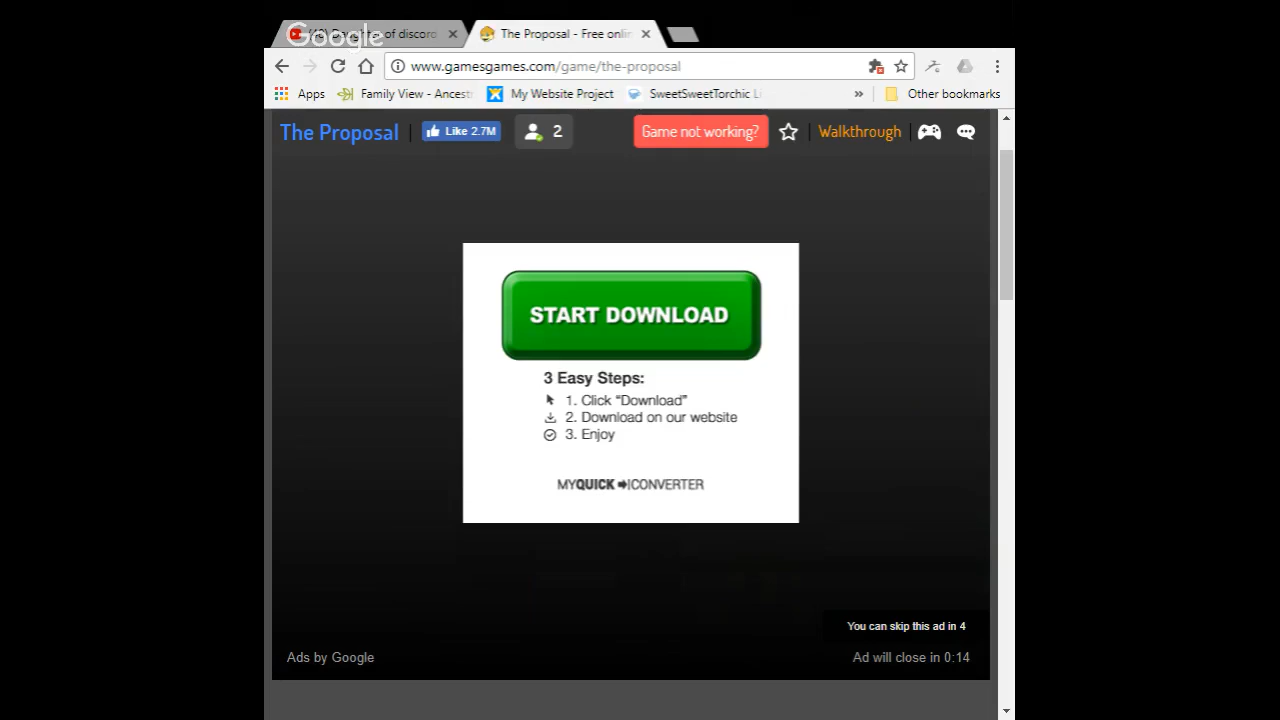 Google
of discord
The Proposal - Free onlin
www.gamesgames.com/game/the-proposal
Apps
Family View - Ancest
My Website Project
SweetSweetTorchic Li
»
Other bookmarks
The Proposal
Like 2.7M
2
Game not working?
Walkthrough
START DOWNLOAD
3 Easy Steps:
1. Click “Download”
2. Download on our website
3. Enjoy
MYQUICK CONVERTER
You can skip this ad in 4
Ads by Google
Ad will close in 0:14